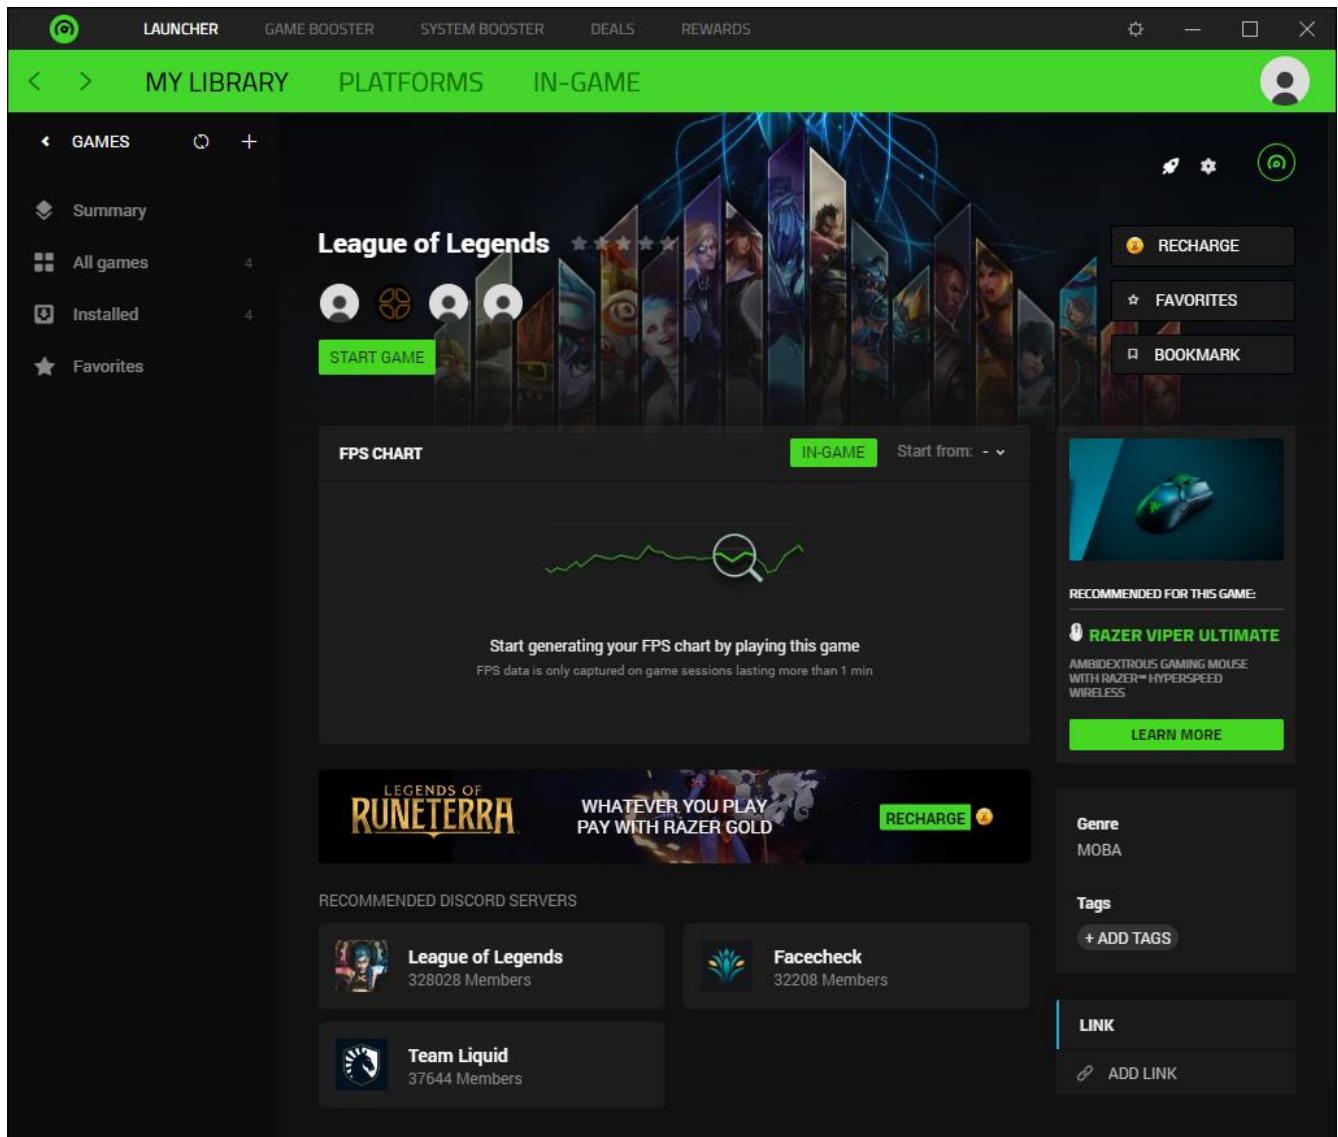 LAUNCHER GAME BOOSTER SYSTEM BOOSTER DEALS REWARDS
MY LIBRARY PLATFORMS IN-GAME
GAMES
Summary
All games 4
Installed 4
Favorites
League of Legends
START GAME
RECHARGE
FAVORITES
BOOKMARK
FPS CHART IN-GAME Start from: -
Start generating your FPS chart by playing this game
FPS data is only captured on game sessions lasting more than 1 min
RECOMMENDED FOR THIS GAME:
RAZER VIPER ULTIMATE
AMBIDEXTROUS GAMING MOUSE
WITH RAZER™ HYPERSPEED
WIRELESS
LEARN MORE
LEGENDS OF
RUNETERRA
WHATEVER YOU PLAY
PAY WITH RAZER GOLD
RECHARGE
Genre
MOBA
Tags
+ ADD TAGS
RECOMMENDED DISCORD SERVERS
League of Legends
328028 Members
Facecheck
32208 Members
Team Liquid
37644 Members
LINK
ADD LINK